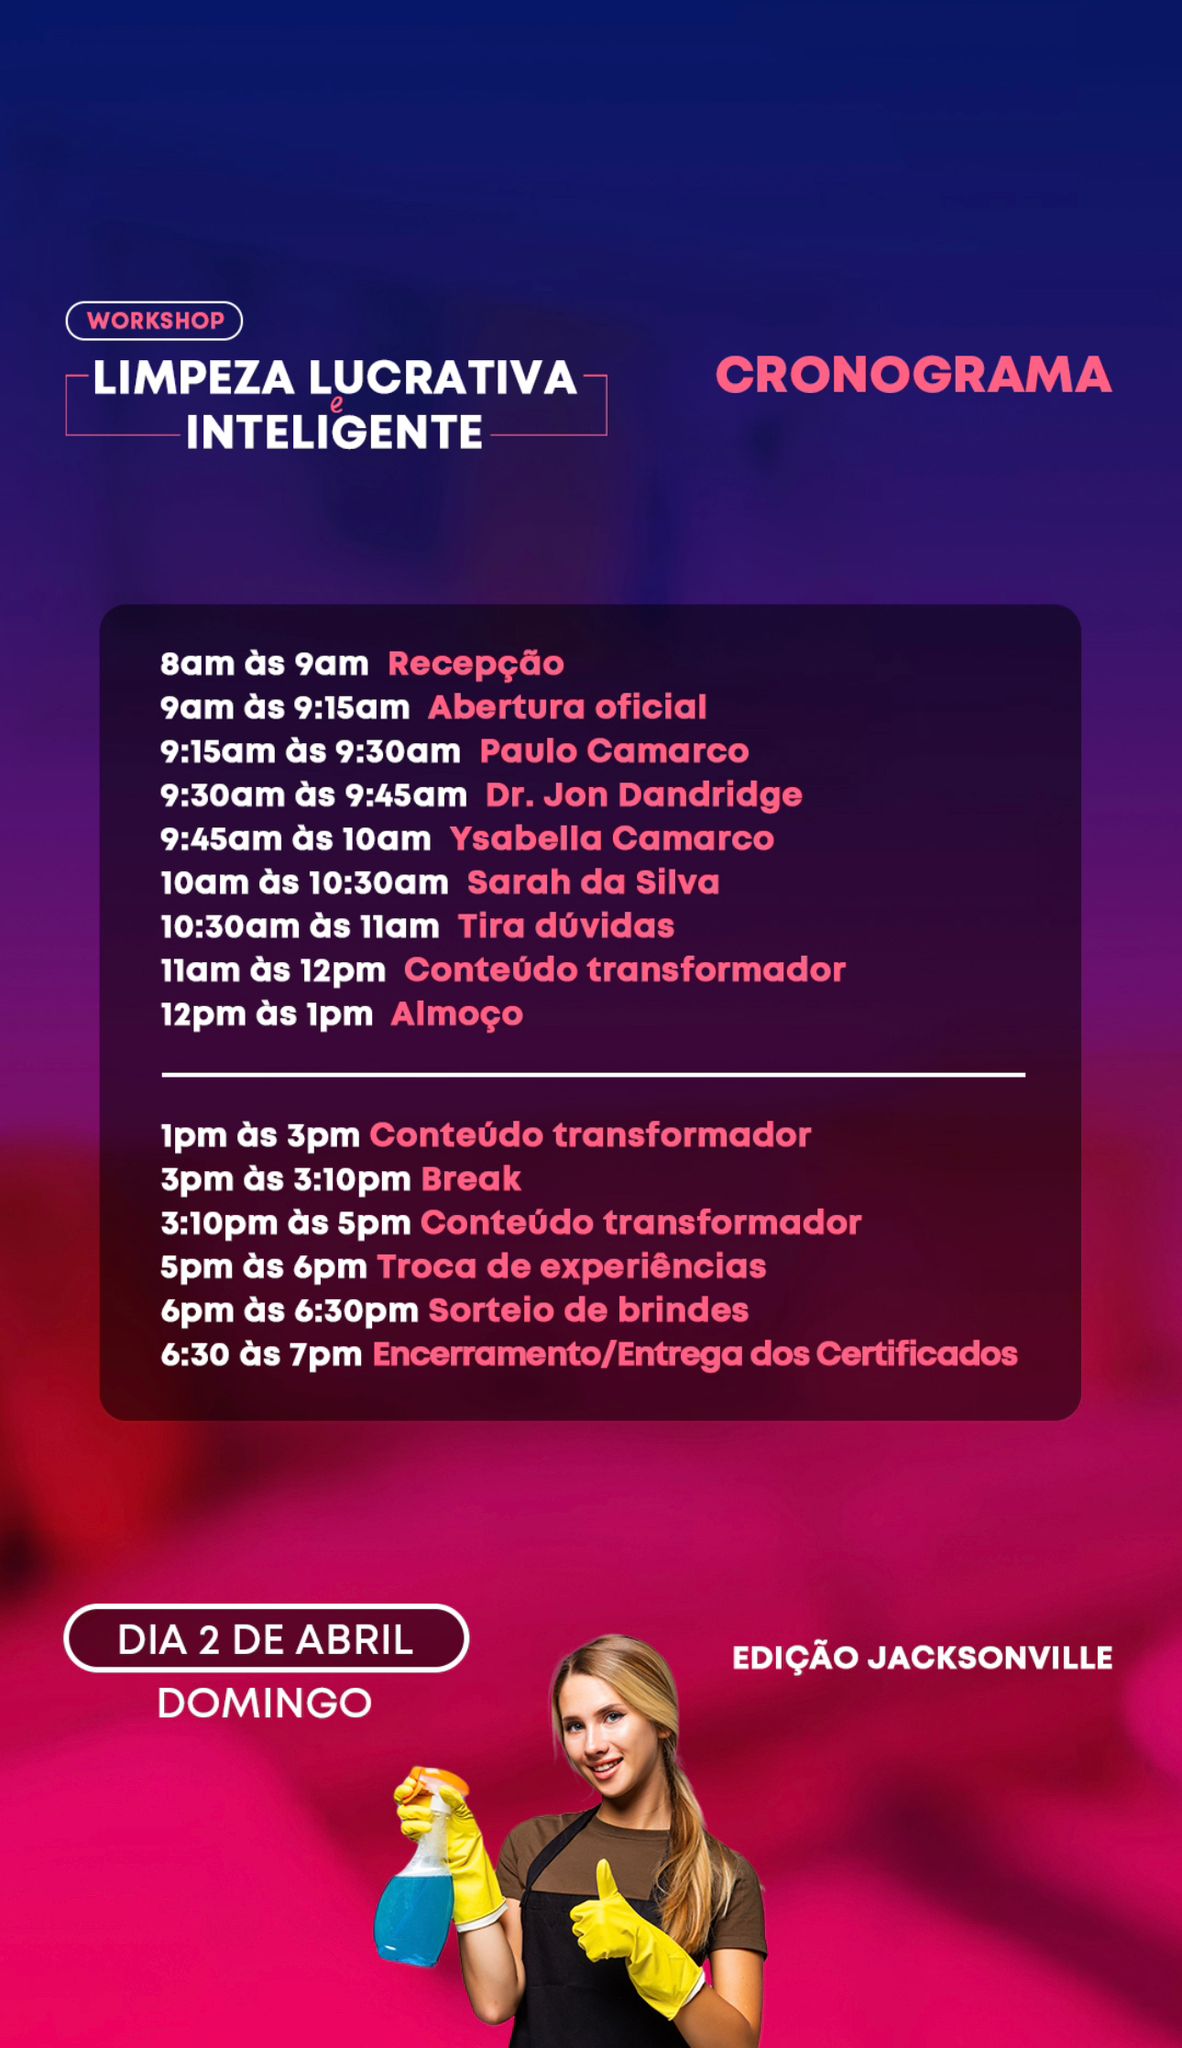 WORKSHOP
LIMPEZA LUCRATIVA
e
INTELIGENTE
CRONOGRAMA
8am às 9am Recepção
9am às 9:15am Abertura oficial
9:15am às 9:30am Paulo Camarco
9:30am às 9:45am Dr. Jon Dandridge
9:45am às 10am Ysabella Camarco
10am às 10:30am Sarah da Silva
10:30am às 11am Tira dúvidas
11am às 12pm Conteúdo transformador
12pm às 1pm Almoço
1pm às 3pm Conteúdo transformador
3pm às 3:10pm Break
3:10pm às 5pm Conteúdo transformador
5pm às 6pm Troca de experiências
6pm às 6:30pm Sorteio de brindes
6:30 às 7pm Encerramento/Entrega dos Certificados
DIA 2 DE ABRIL
DOMINGO
EDIÇÃO JACKSONVILLE